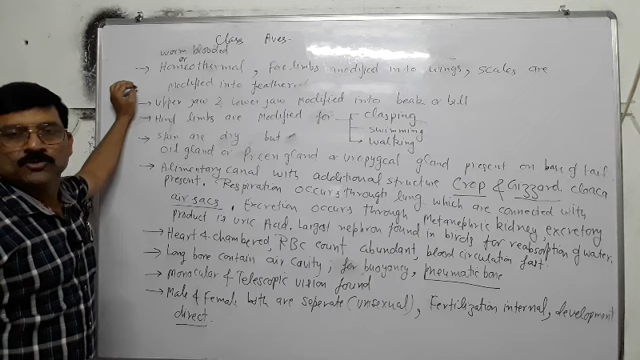 Class Aves-
warm blooded
or
→ Homeothermal, forelimbs modified into wings, scales are
modified into feather
→ Upper jaw & Lower jaw modified into beak or bill
→ Hind limbs are modified for clasping
swimming
walking
→ Skin are dry but
Oil gland or Preen gland or uropygeal gland present on base of tail.
→ Alimentary canal with additional structure Crop & Gizzard, cloaca
present. Respiration occurs through lung which are connected with
air sacs. Excretion occurs through Metanephric kidney, excretory
product is uric Acid. Largest nephron found in birds for reabsoption of water.
→ Heart 4 chambered, RBC count abundant, blood circulation fast.
→ Long bone contain air cavity, for buoyancy, pneumatic bone
→ Monocular & Telescopic vision found
→ Male & Female both are seperate (unisexual), Fertilization internal, development
direct.